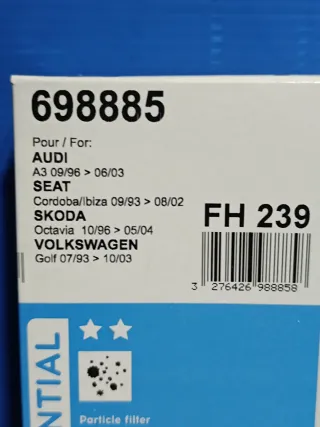 698885
Pour / For:
AUDI
A3 09/96 > 06/03
SEAT
Cordoba/Ibiza 09/93 > 08/02
SKODA
Octavia 10/96 > 05/04
VOLKSWAGEN
Golf 07/93 > 10/03
FH 239
3 276426 988858
NTIAL
Particle filter